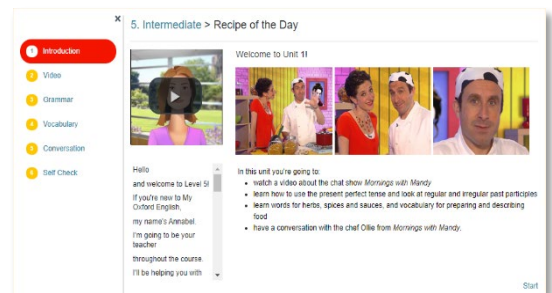 x
5. Intermediate > Recipe of the Day
1 Introduction
2 Video
3 Grammar
4 Vocabulary
5 Conversation
6 Self Check
Welcome to Unit 1!
Hello
and welcome to Level 5!
If you're new to My
Oxford English,
my name's Annabel.
I'm going to be your
teacher
throughout the course.
I'll be helping you with
In this unit you're going to:
• watch a video about the chat show Mornings with Mandy
• learn how to use the present perfect tense and look at regular and irregular past participles
• learn words for herbs, spices and sauces, and vocabulary for preparing and describing
food
• have a conversation with the chef Ollie from Mornings with Mandy.
Start